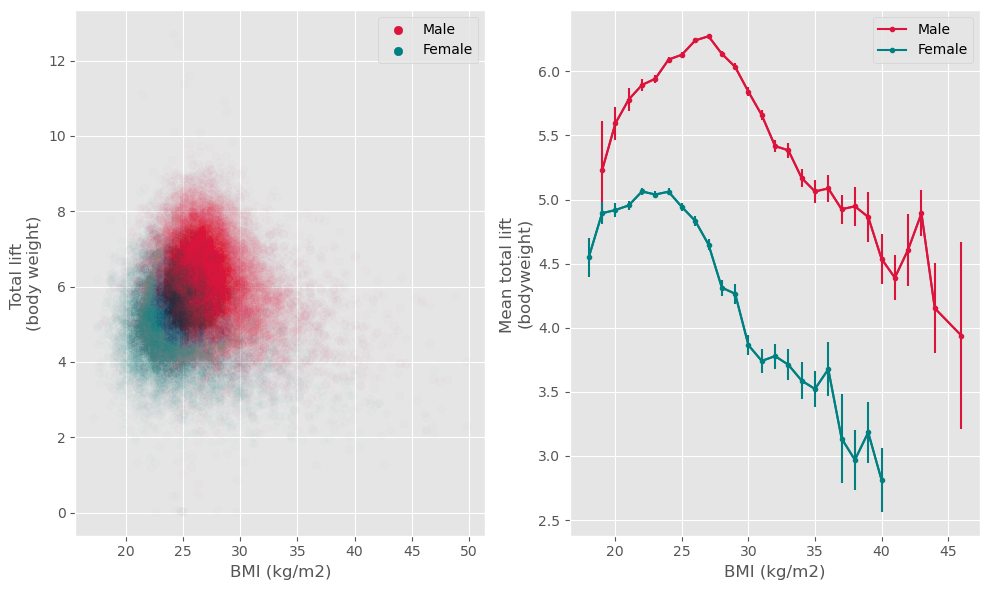 Male
Female
12
10
8
6
4
2
0
Total lift
(body weight)
20
25
30
35
40
45
50
BMI (kg/m2)
Male
Female
6.0
5.5
5.0
4.5
4.0
3.5
3.0
2.5
Mean total lift
(bodyweight)
20
25
30
35
40
45
BMI (kg/m2)